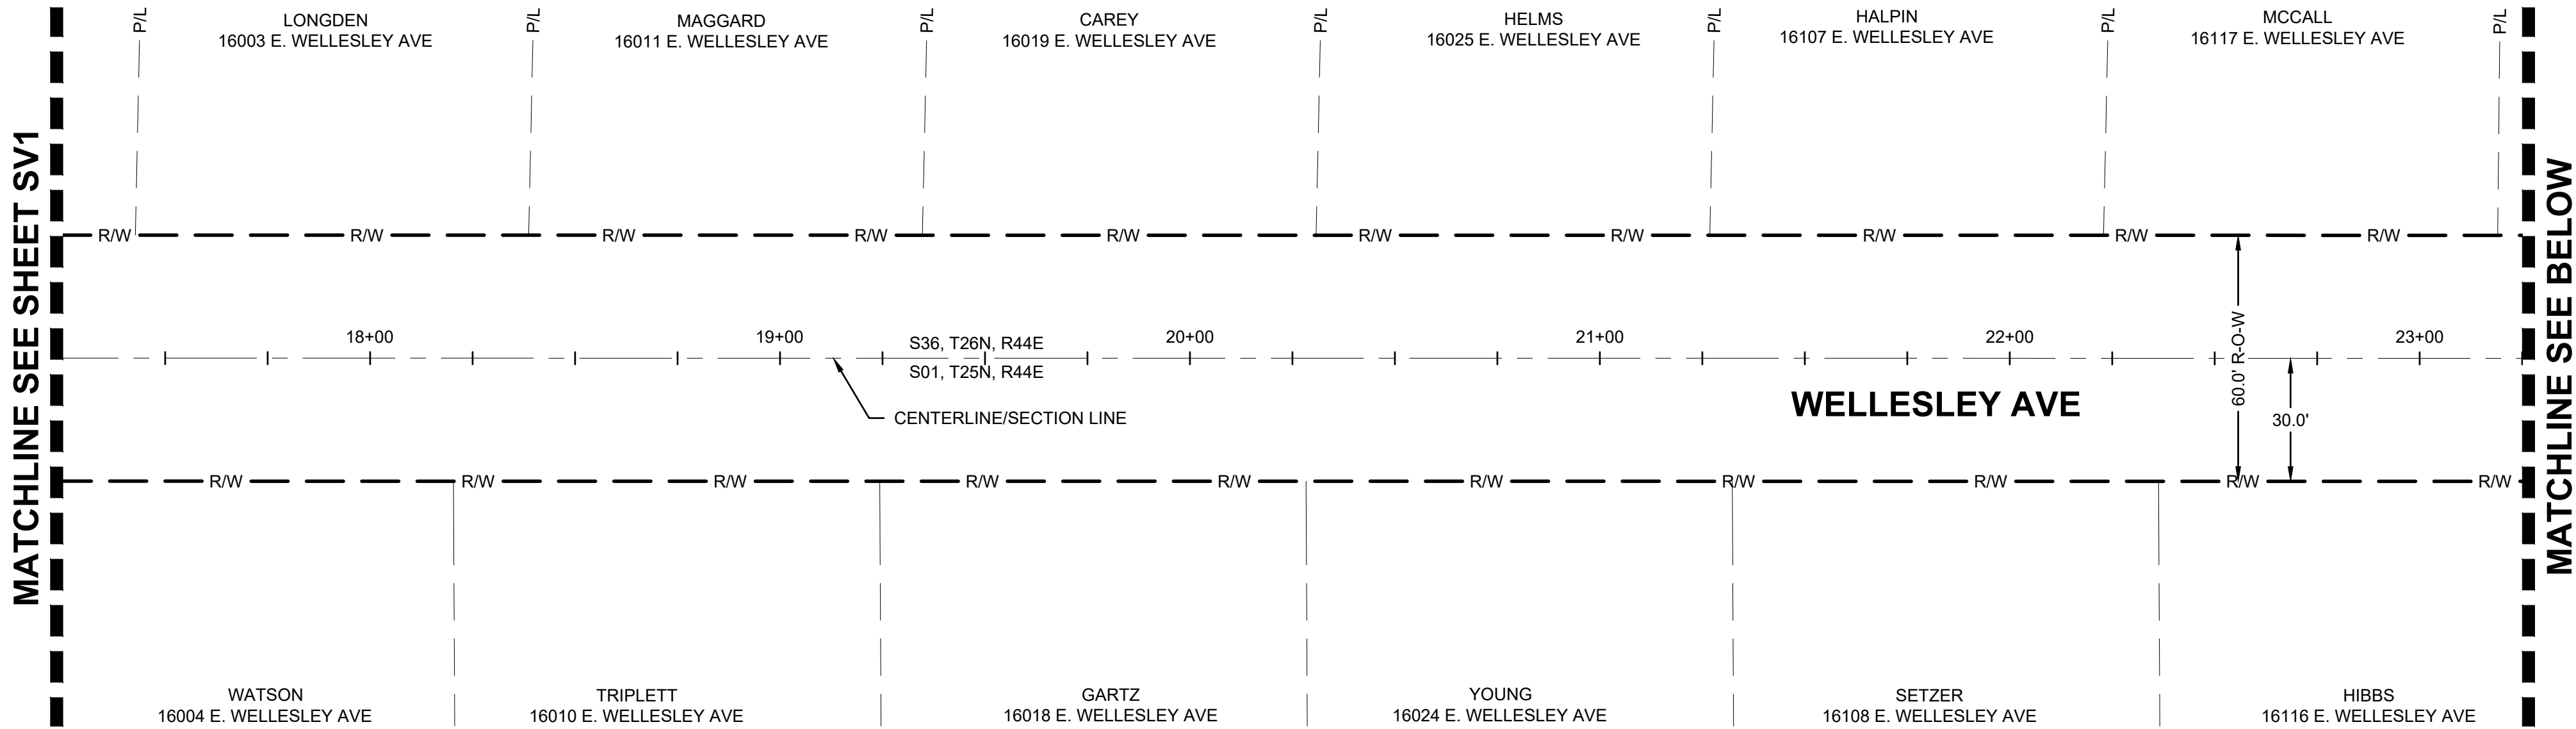 P/L
LONGDEN
16003 E. WELLESLEY AVE
P/L
MAGGARD
16011 E. WELLESLEY AVE
P/L
CAREY
16019 E. WELLESLEY AVE
P/L
HELMS
16025 E. WELLESLEY AVE
P/L
HALPIN
16107 E. WELLESLEY AVE
P/L
MCCALL
16117 E. WELLESLEY AVE
P/L
MATCHLINE SEE SHEET SV1
MATCHLINE SEE BELOW
R/W
R/W
R/W
R/W
R/W
R/W
R/W
R/W
R/W
R/W
18+00
19+00
S36, T26N, R44E
S01, T25N, R44E
20+00
21+00
22+00
23+00
CENTERLINE/SECTION LINE
WELLESLEY AVE
60.0' R-O-W
30.0'
R/W
R/W
R/W
R/W
R/W
R/W
R/W
R/W
R/W
R/W
WATSON
16004 E. WELLESLEY AVE
TRIPLETT
16010 E. WELLESLEY AVE
GARTZ
16018 E. WELLESLEY AVE
YOUNG
16024 E. WELLESLEY AVE
SETZER
16108 E. WELLESLEY AVE
HIBBS
16116 E. WELLESLEY AVE